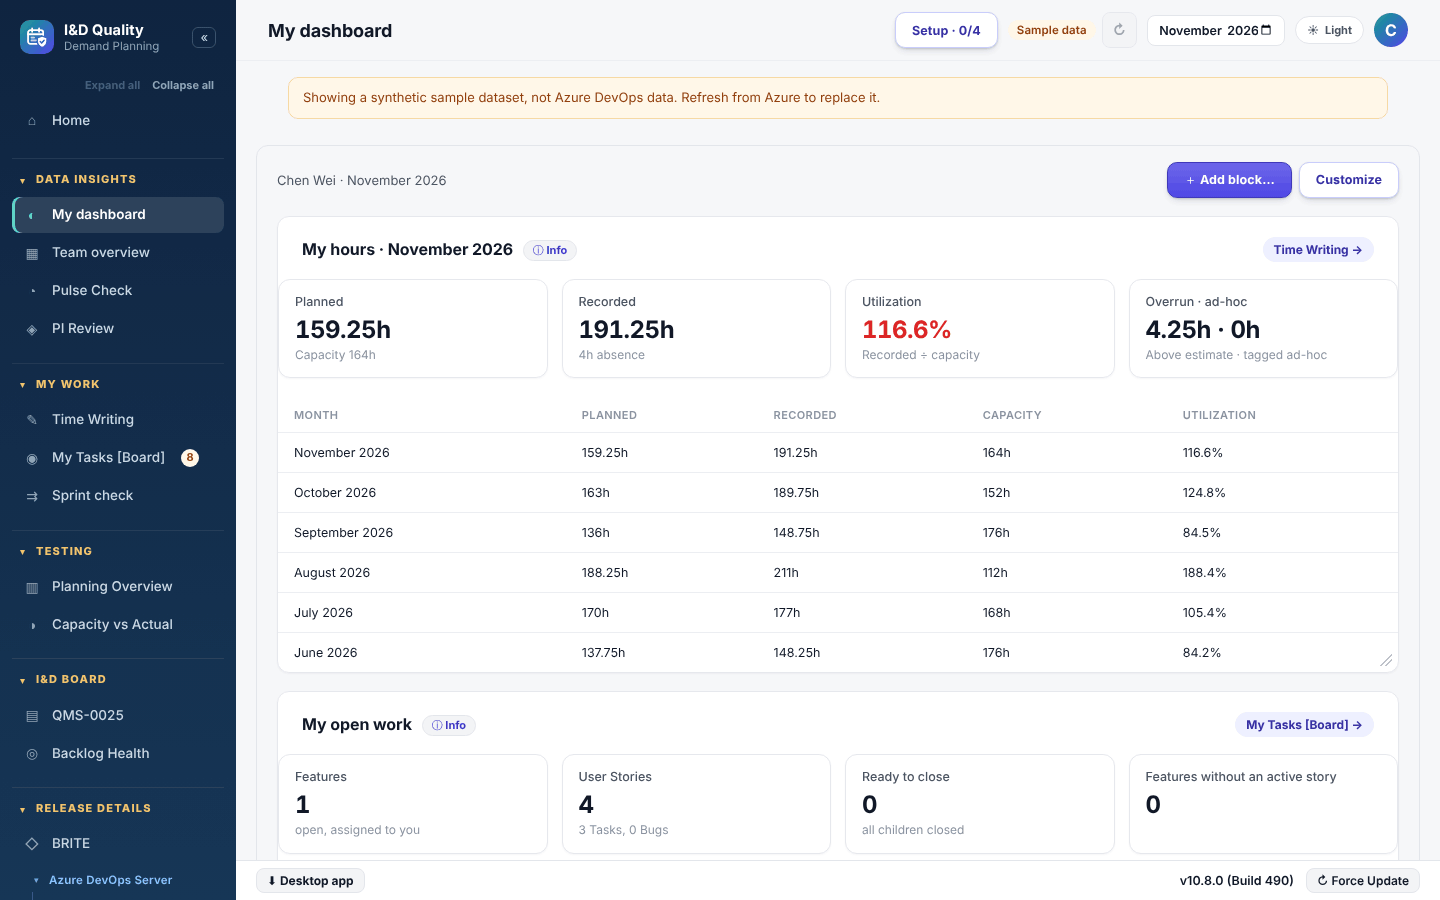 I&D Quality
Demand Planning
«
Expand all Collapse all
Home
DATA INSIGHTS
My dashboard
Team overview
Pulse Check
PI Review
MY WORK
Time Writing
My Tasks [Board] 8
Sprint check
TESTING
Planning Overview
Capacity vs Actual
I&D BOARD
QMS-0025
Backlog Health
RELEASE DETAILS
BRITE
Azure DevOps Server
My dashboard
Setup · 0/4
Sample data
November 2026
Light
C
Showing a synthetic sample dataset, not Azure DevOps data. Refresh from Azure to replace it.
Chen Wei · November 2026
+ Add block...
Customize
My hours · November 2026
ⓘ Info
Time Writing →
Planned
159.25h
Capacity 164h
Recorded
191.25h
4h absence
Utilization
116.6%
Recorded ÷ capacity
Overrun · ad-hoc
4.25h · 0h
Above estimate · tagged ad-hoc
MONTH PLANNED RECORDED CAPACITY UTILIZATION
November 2026 159.25h 191.25h 164h 116.6%
October 2026 163h 189.75h 152h 124.8%
September 2026 136h 148.75h 176h 84.5%
August 2026 188.25h 211h 112h 188.4%
July 2026 170h 177h 168h 105.4%
June 2026 137.75h 148.25h 176h 84.2%
My open work
ⓘ Info
My Tasks [Board] →
Features
1
open, assigned to you
User Stories
4
3 Tasks, 0 Bugs
Ready to close
0
all children closed
Features without an active story
0
⬇ Desktop app
v10.8.0 (Build 490)
↻ Force Update